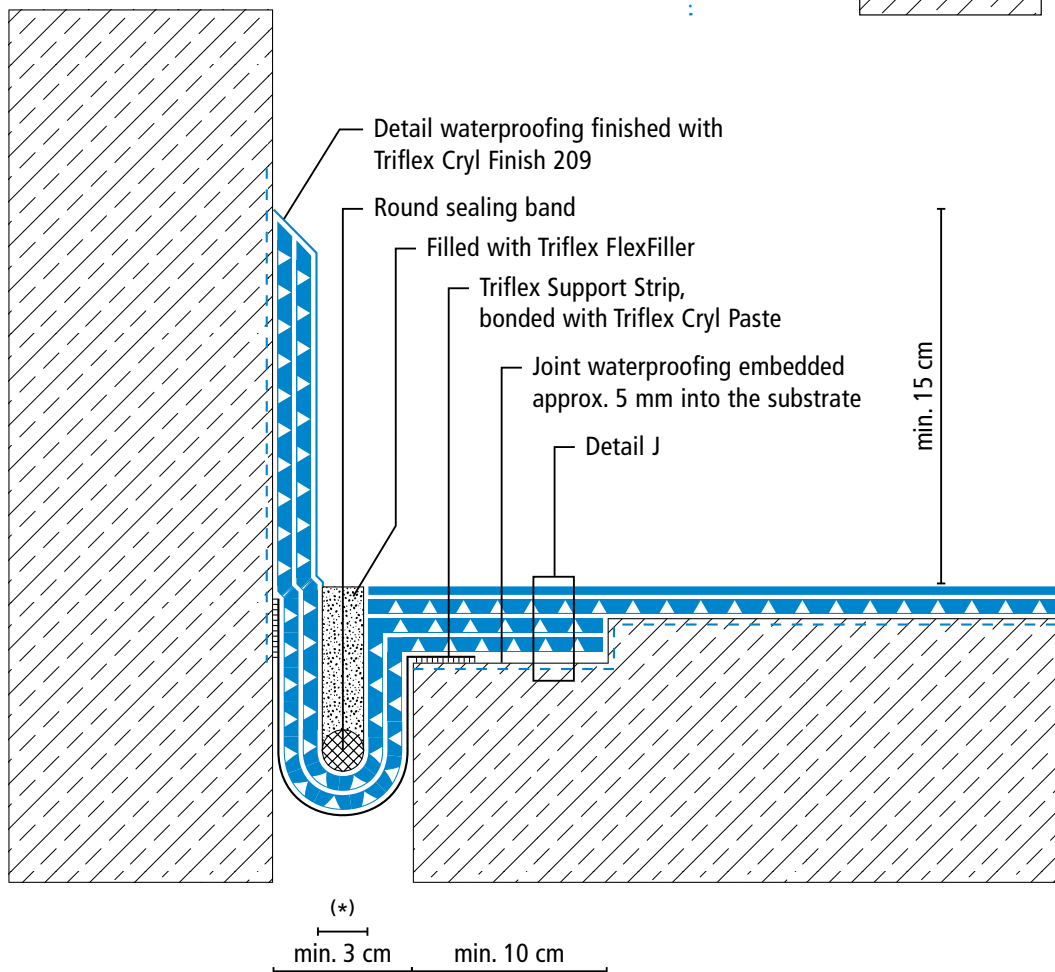 Detail waterproofing finished with
Triflex Cryl Finish 209
Round sealing band
Filled with Triflex FlexFiller
Triflex Support Strip,
bonded with Triflex Cryl Paste
Joint waterproofing embedded
approx. 5 mm into the substrate
Detail J
min. 15 cm
(*)
min. 3 cm
min. 10 cm